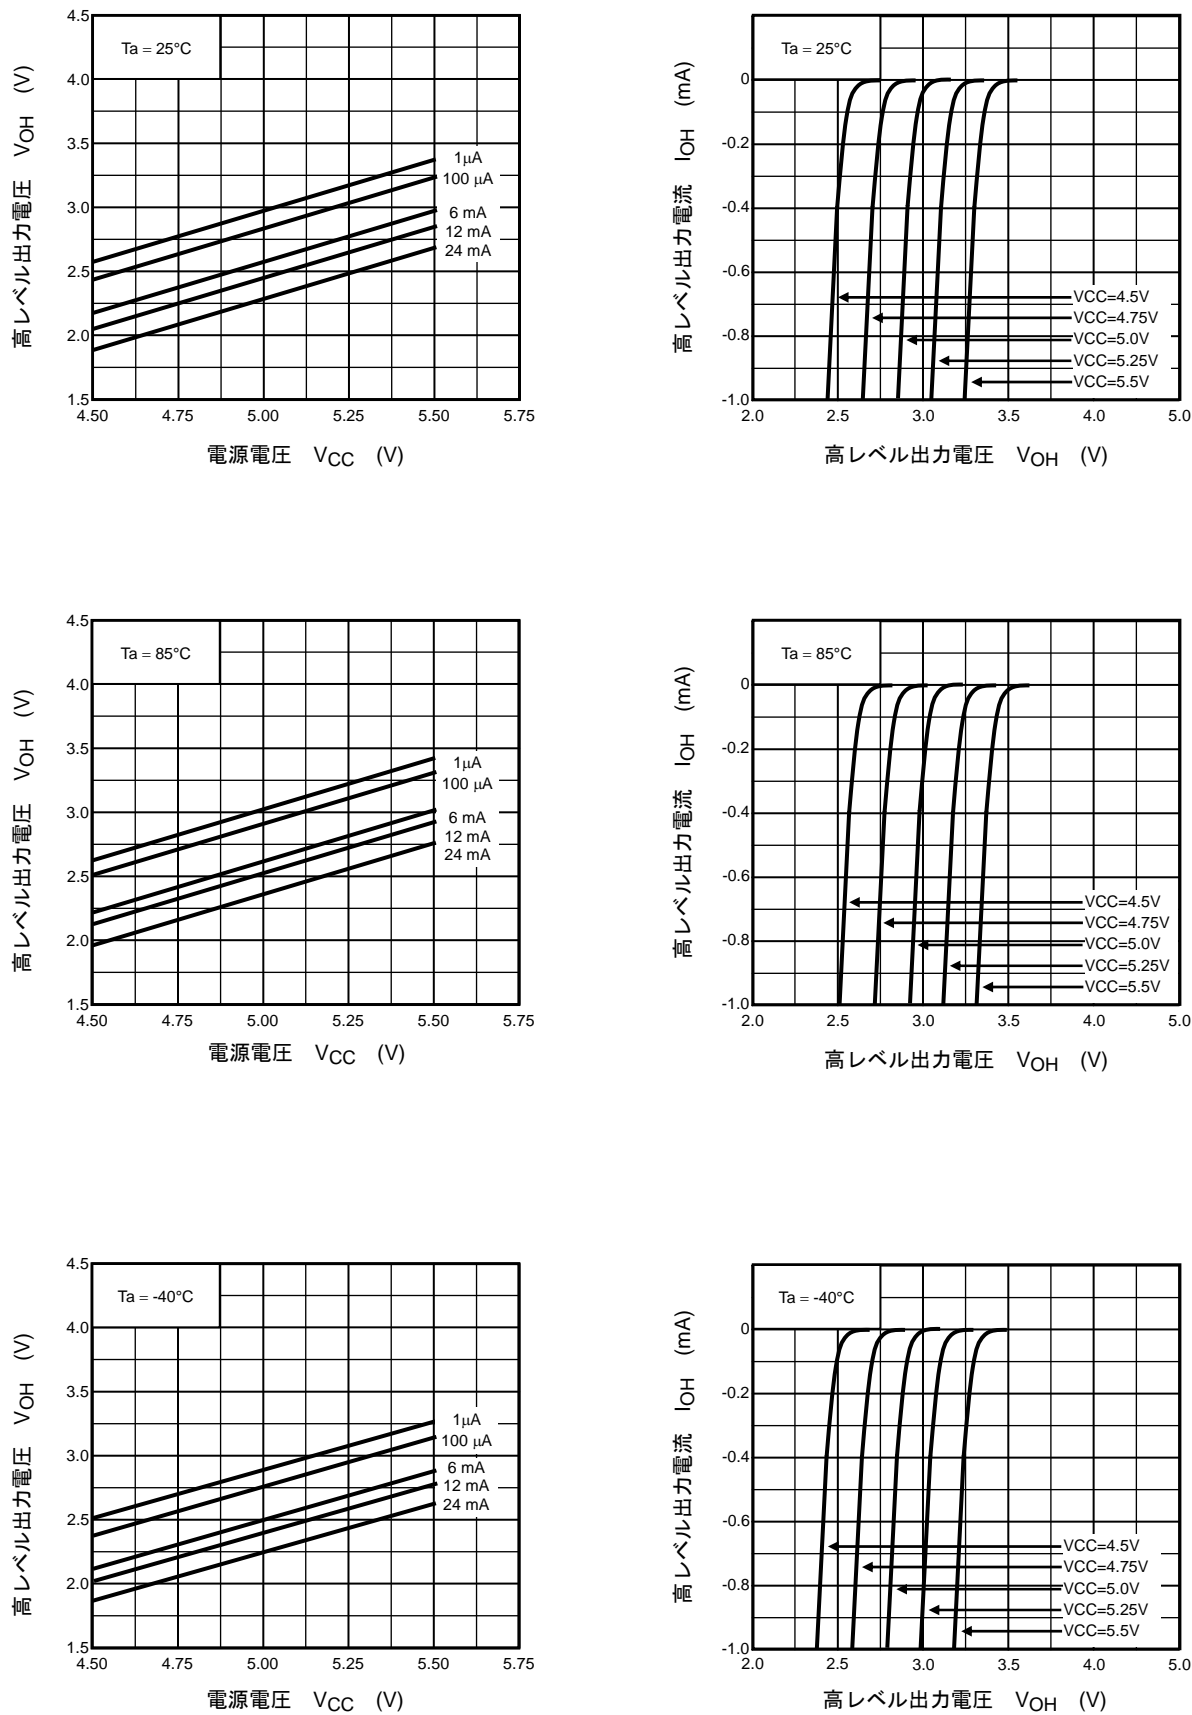 Ta = 25°C
高レベル出力電圧 VOH (V)
4.5
4.0
3.5
3.0
2.5
2.0
1.5
1μA
100 μA
6 mA
12 mA
24 mA
4.50 4.75 5.00 5.25 5.50 5.75
電源電圧 VCC (V)
Ta = 25°C
高レベル出力電流 IOH (mA)
0
-0.2
-0.4
-0.6
-0.8
-1.0
VCC=4.5V
VCC=4.75V
VCC=5.0V
VCC=5.25V
VCC=5.5V
2.0 2.5 3.0 3.5 4.0 5.0
高レベル出力電圧 VOH (V)
Ta = 85°C
高レベル出力電圧 VOH (V)
4.5
4.0
3.5
3.0
2.5
2.0
1.5
1μA
100 μA
6 mA
12 mA
24 mA
4.50 4.75 5.00 5.25 5.50 5.75
電源電圧 VCC (V)
Ta = 85°C
高レベル出力電流 IOH (mA)
0
-0.2
-0.4
-0.6
-0.8
-1.0
VCC=4.5V
VCC=4.75V
VCC=5.0V
VCC=5.25V
VCC=5.5V
2.0 2.5 3.0 3.5 4.0 5.0
高レベル出力電圧 VOH (V)
Ta = -40°C
高レベル出力電圧 VOH (V)
4.5
4.0
3.5
3.0
2.5
2.0
1.5
1μA
100 μA
6 mA
12 mA
24 mA
4.50 4.75 5.00 5.25 5.50 5.75
電源電圧 VCC (V)
Ta = -40°C
高レベル出力電流 IOH (mA)
0
-0.2
-0.4
-0.6
-0.8
-1.0
VCC=4.5V
VCC=4.75V
VCC=5.0V
VCC=5.25V
VCC=5.5V
2.0 2.5 3.0 3.5 4.0 5.0
高レベル出力電圧 VOH (V)